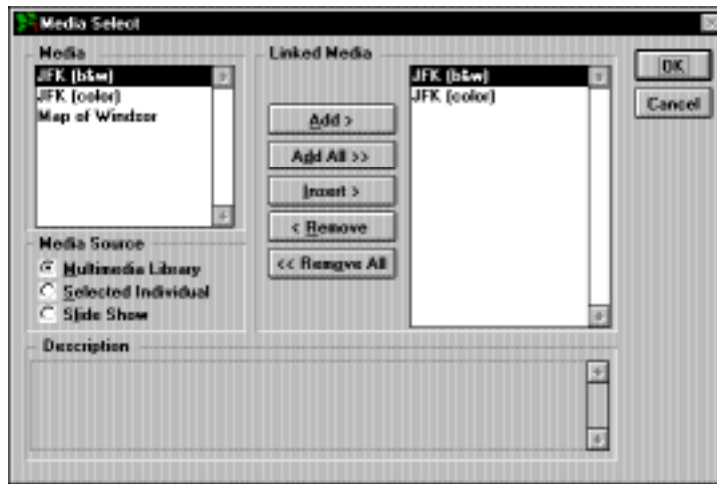 Media Select
Media
JFK (b&w)
JFK (color)
Map of Windsor
Media Source
Multimedia Library
Selected Individual
Slide Show
Linked Media
Add >
Add All >>
Insert >
< Remove
<< Remove All
JFK (b&w)
JFK (color)
OK
Cancel
Description